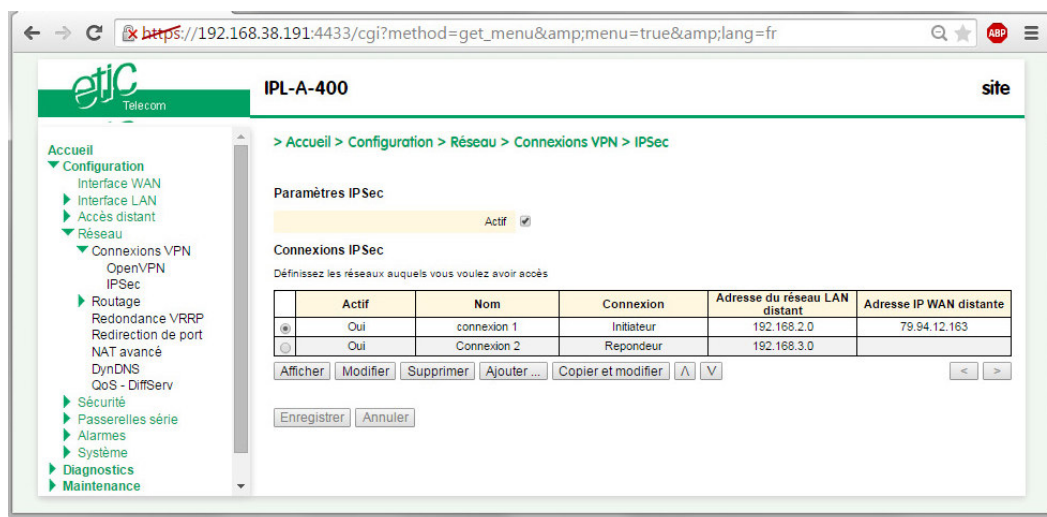 https://192.168.38.191:4433/cgi?method=get_menu&amp;menu=true&amp;lang=fr
ABP
etic
Telecom
IPL-A-400
site
Accueil
Configuration
Interface WAN
Interface LAN
Accès distant
Réseau
Connexions VPN
OpenVPN
IPSec
Routage
Redondance VRRP
Redirection de port
NAT avancé
DynDNS
QoS - DiffServ
Sécurité
Passerelles série
Alarmes
Système
Diagnostics
Maintenance
> Accueil > Configuration > Réseau > Connexions VPN > IPSec
Paramètres IPSec
Actif
Connexions IPSec
Définissez les réseaux auquels vous voulez avoir accès
Actif Nom Connexion Adresse du réseau LAN distant Adresse IP WAN distante
Oui connexion 1 Initiateur 192.168.2.0 79.94.12.163
Oui Connexion 2 Repondeur 192.168.3.0
Afficher Modifier Supprimer Ajouter ... Copier et modifier Λ V < >
Enregistrer Annuler